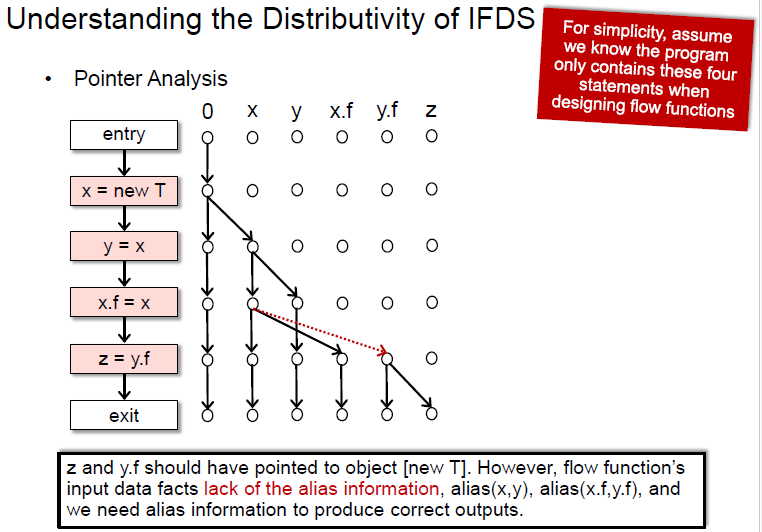 Understanding the Distributivity of IFDS
For simplicity, assume
we know the program
only contains these four
statements when
designing flow functions
• Pointer Analysis
0 x y x.f y.f z
entry
x = new T
y = x
x.f = x
z = y.f
exit
z and y.f should have pointed to object [new T]. However, flow function's
input data facts lack of the alias information, alias(x,y), alias(x.f,y.f), and
we need alias information to produce correct outputs.